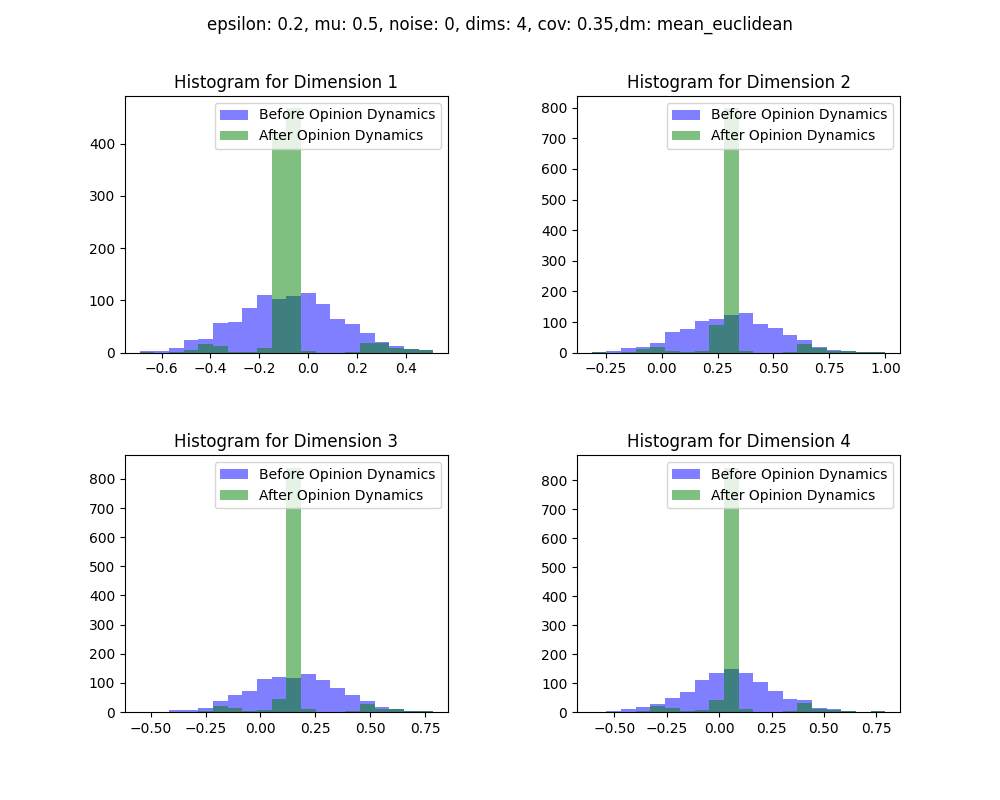 epsilon: 0.2, mu: 0.5, noise: 0, dims: 4, cov: 0.35,dm: mean_euclidean
Histogram for Dimension 1
Before Opinion Dynamics
After Opinion Dynamics
400
300
200
100
0
−0.6 −0.4 −0.2 0.0 0.2 0.4
Histogram for Dimension 2
Before Opinion Dynamics
After Opinion Dynamics
800
700
600
500
400
300
200
100
0
−0.25 0.00 0.25 0.50 0.75 1.00
Histogram for Dimension 3
Before Opinion Dynamics
After Opinion Dynamics
800
700
600
500
400
300
200
100
0
−0.50 −0.25 0.00 0.25 0.50 0.75
Histogram for Dimension 4
Before Opinion Dynamics
After Opinion Dynamics
800
700
600
500
400
300
200
100
0
−0.50 −0.25 0.00 0.25 0.50 0.75